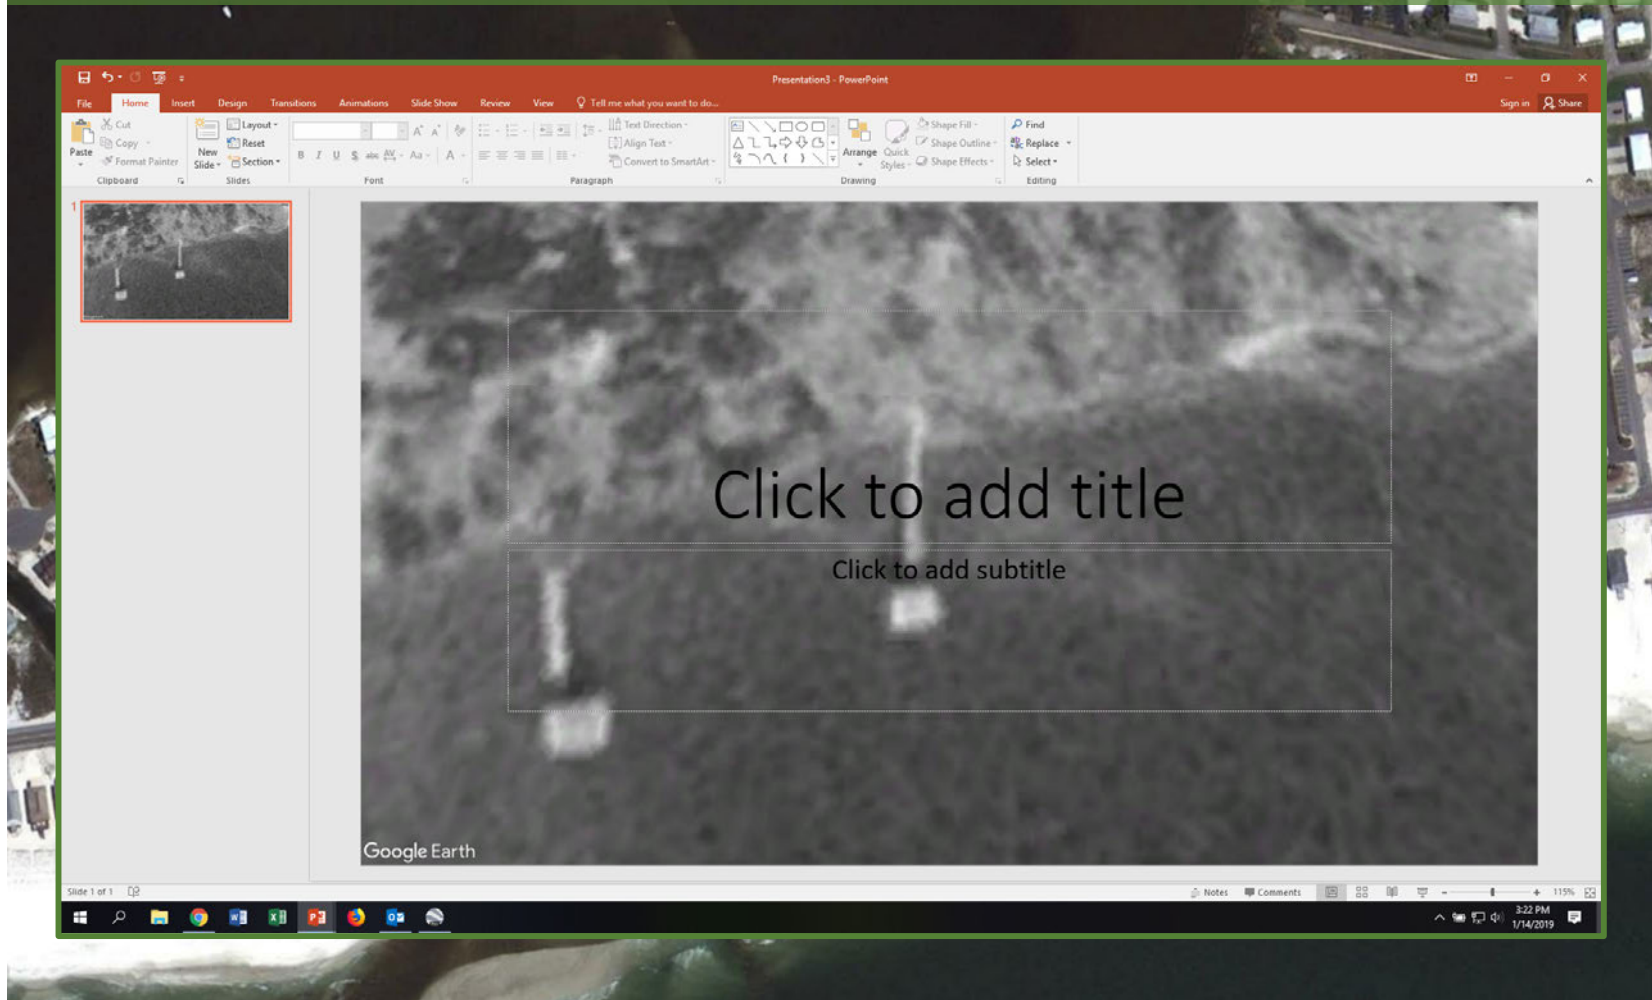 Presentation3 - PowerPoint
File Home Insert Design Transitions Animations Slide Show Review View Tell me what you want to do... Sign in Share
Paste
Cut
Copy
Format Painter
Clipboard
New Slide
Layout
Reset
Section
Slides
B I U S abc AV Aa A
Font
Text Direction
Align Text
Convert to SmartArt
Paragraph
Arrange
Quick Styles
Shape Fill
Shape Outline
Shape Effects
Drawing
Find
Replace
Select
Editing
1
Click to add title
Click to add subtitle
Google Earth
Slide 1 of 1
Notes Comments 115%
3:22 PM
1/14/2019